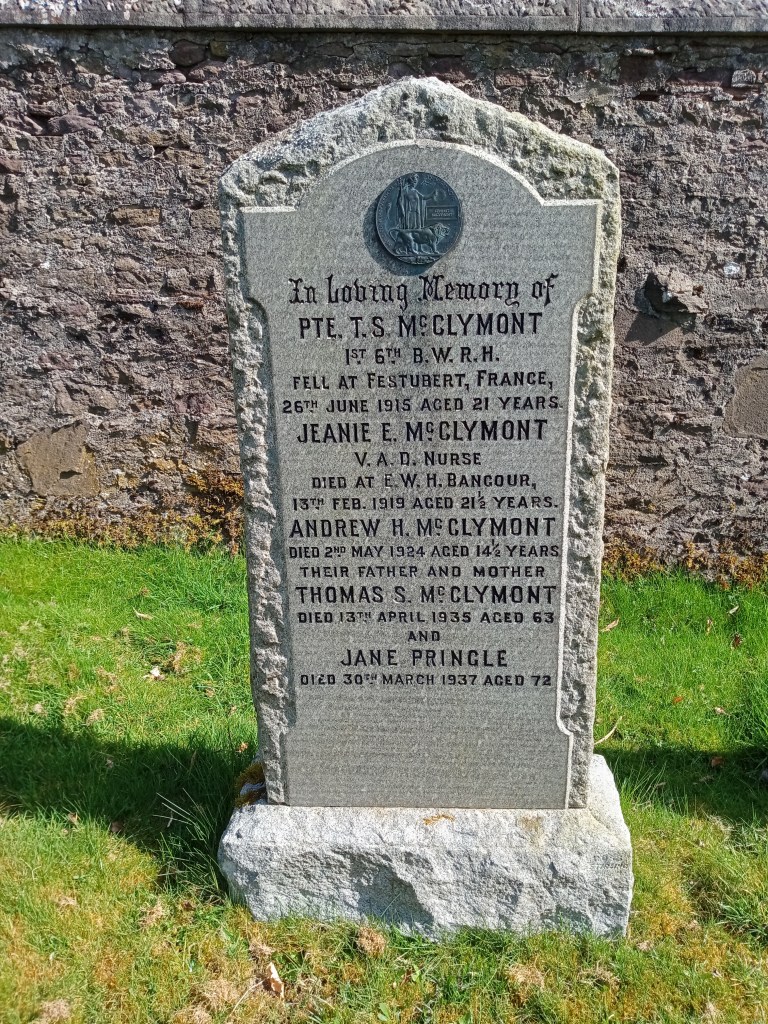 In Loving Memory of
PTE. T.S. McCLYMONT
1ST 6TH B.W.R.H.
FELL AT FESTUBERT, FRANCE,
26TH JUNE 1915 AGED 21 YEARS.
JEANIE E. McCLYMONT
V.A.D. NURSE
DIED AT E.W.H. BANGOUR,
13TH FEB. 1919 AGED 21½ YEARS.
ANDREW H. McCLYMONT
DIED 2ND MAY 1924 AGED 14½ YEARS
THEIR FATHER AND MOTHER
THOMAS S. McCLYMONT
DIED 13TH APRIL 1935 AGED 63
AND
JANE PRINGLE
DIED 30TH MARCH 1937 AGED 72